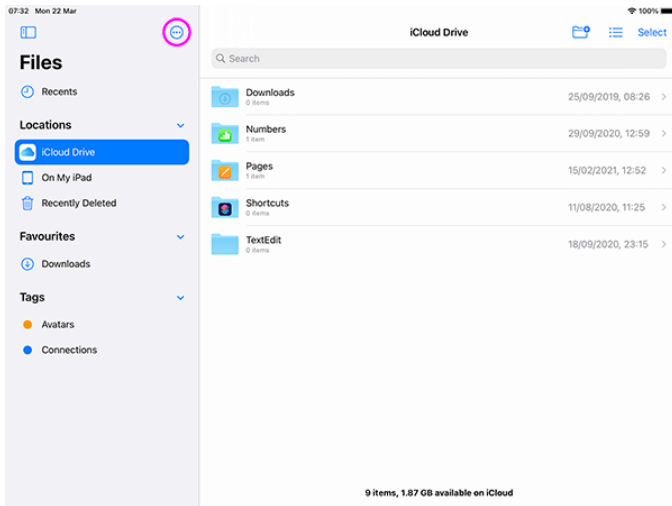 07:32 Mon 22 Mar
100%
iCloud Drive
Select
Files
Search
Recents
Locations
iCloud Drive
On My iPad
Recently Deleted
Favourites
Downloads
Tags
Avatars
Connections
Downloads
0 items
25/09/2019, 08:26
Numbers
1 item
29/09/2020, 12:59
Pages
1 item
15/02/2021, 12:52
Shortcuts
0 items
11/08/2020, 11:25
TextEdit
0 items
18/09/2020, 23:15
9 items, 1.87 GB available on iCloud